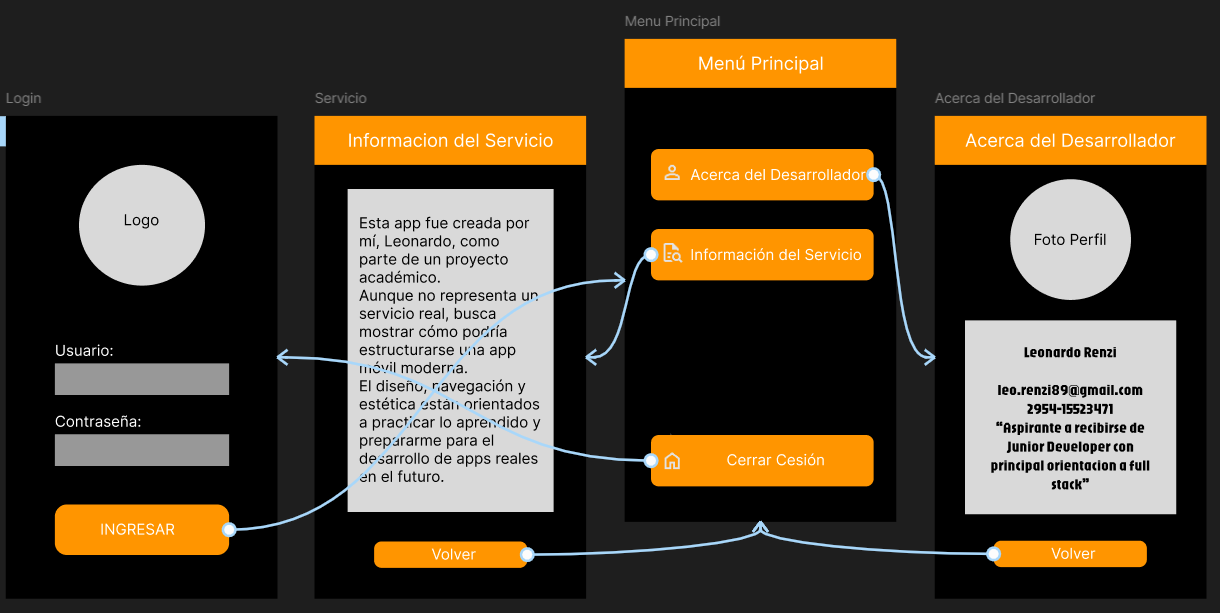 Login
Logo
Usuario:
Contraseña:
INGRESAR
Servicio
Informacion del Servicio
Esta app fue creada por
mí, Leonardo, como
parte de un proyecto
académico.
Aunque no representa un
servicio real, busca
mostrar cómo podría
estructurarse una app
móvil moderna.
El diseño, navegación y
estética están orientados
a practicar lo aprendido y
prepararme para el
desarrollo de apps reales
en el futuro.
Volver
Menu Principal
Menú Principal
Acerca del Desarrollador
Información del Servicio
Cerrar Cesión
Acerca del Desarrollador
Acerca del Desarrollador
Foto Perfil
Leonardo Renzi
leo.renzi89@gmail.com
2954-15523471
“Aspirante a recibirse de
Junior Developer con
principal orientacion a full
stack”
Volver